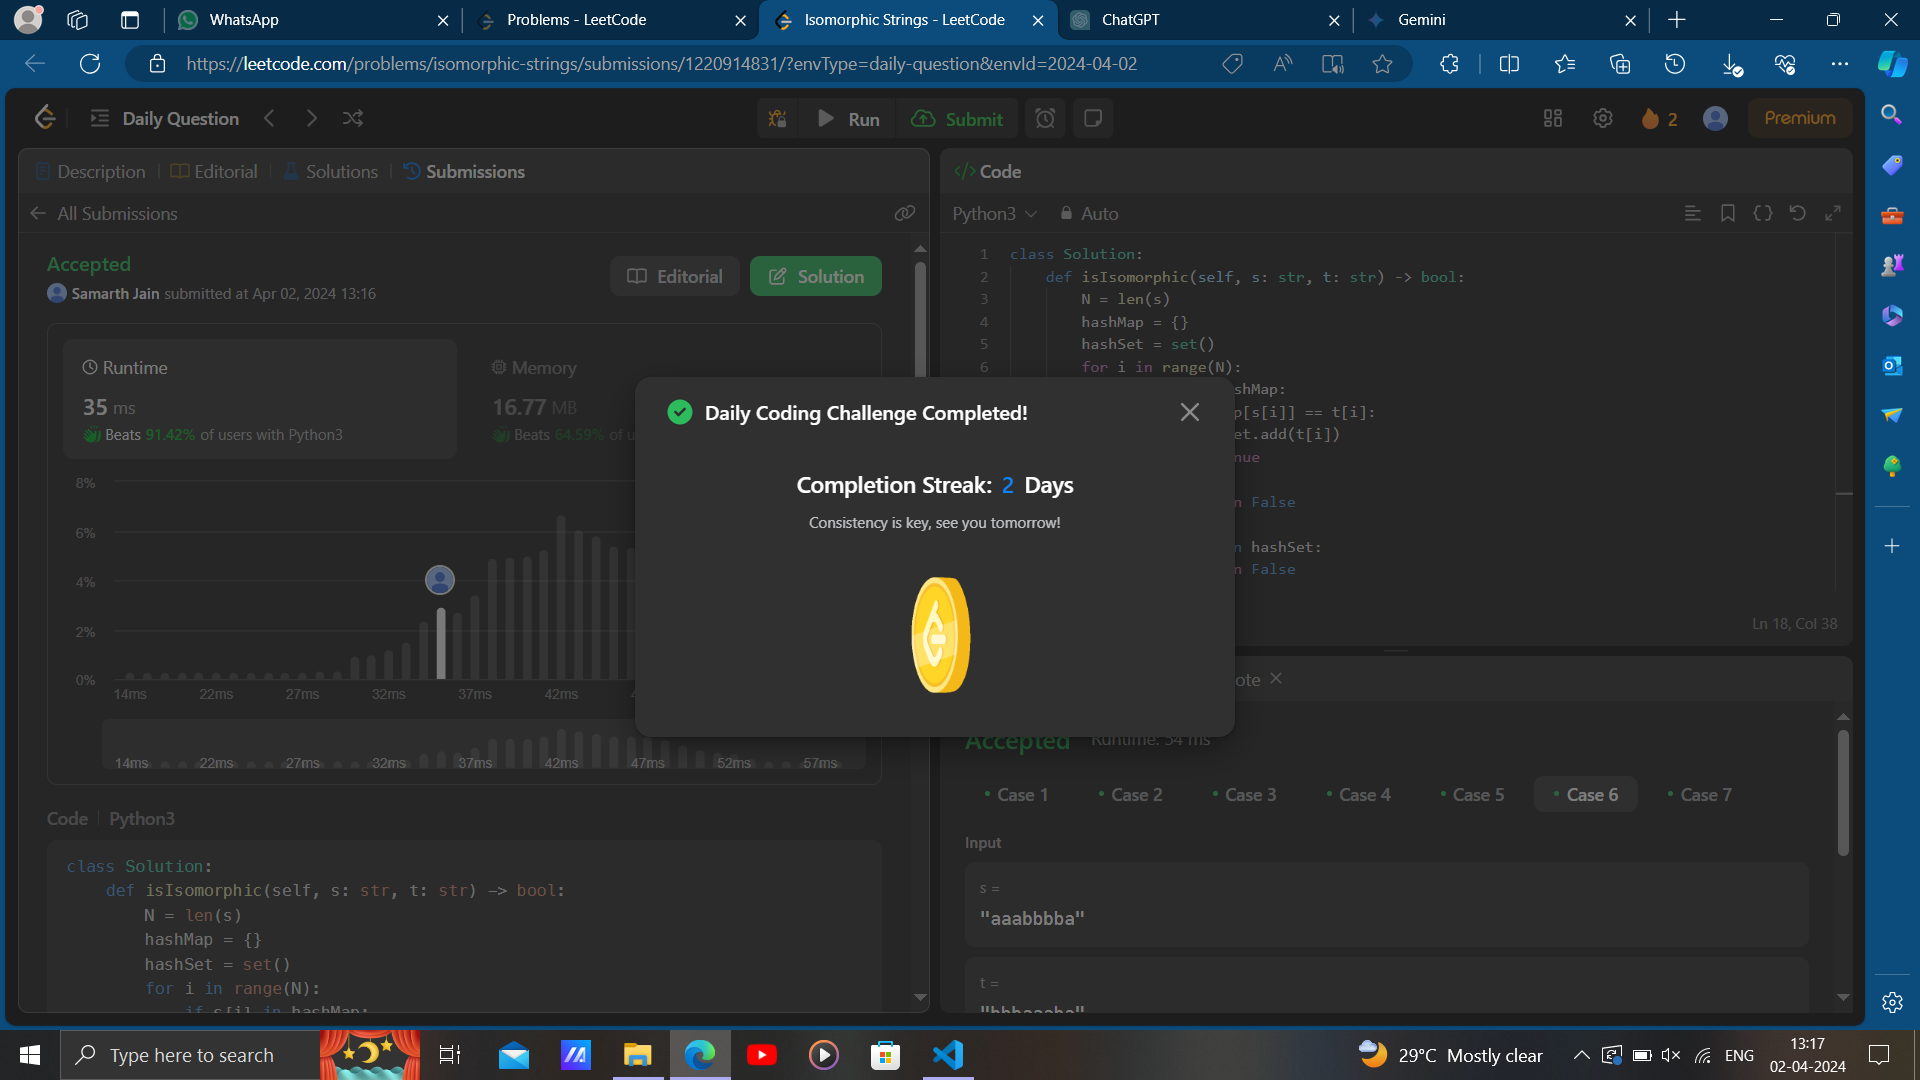 WhatsApp
Problems - LeetCode
Isomorphic Strings - LeetCode
ChatGPT
Gemini
https://leetcode.com/problems/isomorphic-strings/submissions/1220914831/?envType=daily-question&envId=2024-04-02
Daily Question
Run
Submit
2
Premium
Description
Editorial
Solutions
Submissions
All Submissions
Accepted
Samarth Jain submitted at Apr 02, 2024 13:16
Editorial
Solution
Runtime
35 ms
Beats 91.42% of users with Python3
Memory
16.77 MB
Beats 64.59% of u
8%
6%
4%
2%
0%
14ms 22ms 27ms 32ms 37ms 42ms
14ms 22ms 27ms 32ms 37ms 42ms 47ms 52ms 57ms
Code | Python3
class Solution:
def isIsomorphic(self, s: str, t: str) -> bool:
N = len(s)
hashMap = {}
hashSet = set()
for i in range(N):
if s[i] in hashMap:
Daily Coding Challenge Completed!
Completion Streak: 2 Days
Consistency is key, see you tomorrow!
</> Code
Python3
Auto
1 class Solution:
2 def isIsomorphic(self, s: str, t: str) -> bool:
3 N = len(s)
4 hashMap = {}
5 hashSet = set()
6 for i in range(N):
shMap:
p[s[i]] == t[i]:
et.add(t[i])
nue
n False
n hashSet:
n False
Ln 18, Col 38
ote
Accepted Runtime: 54 ms
Case 1
Case 2
Case 3
Case 4
Case 5
Case 6
Case 7
Input
s =
"aaabbbba"
t =
"bbbaaaba"
Type here to search
29°C Mostly clear
ENG
13:17
02-04-2024